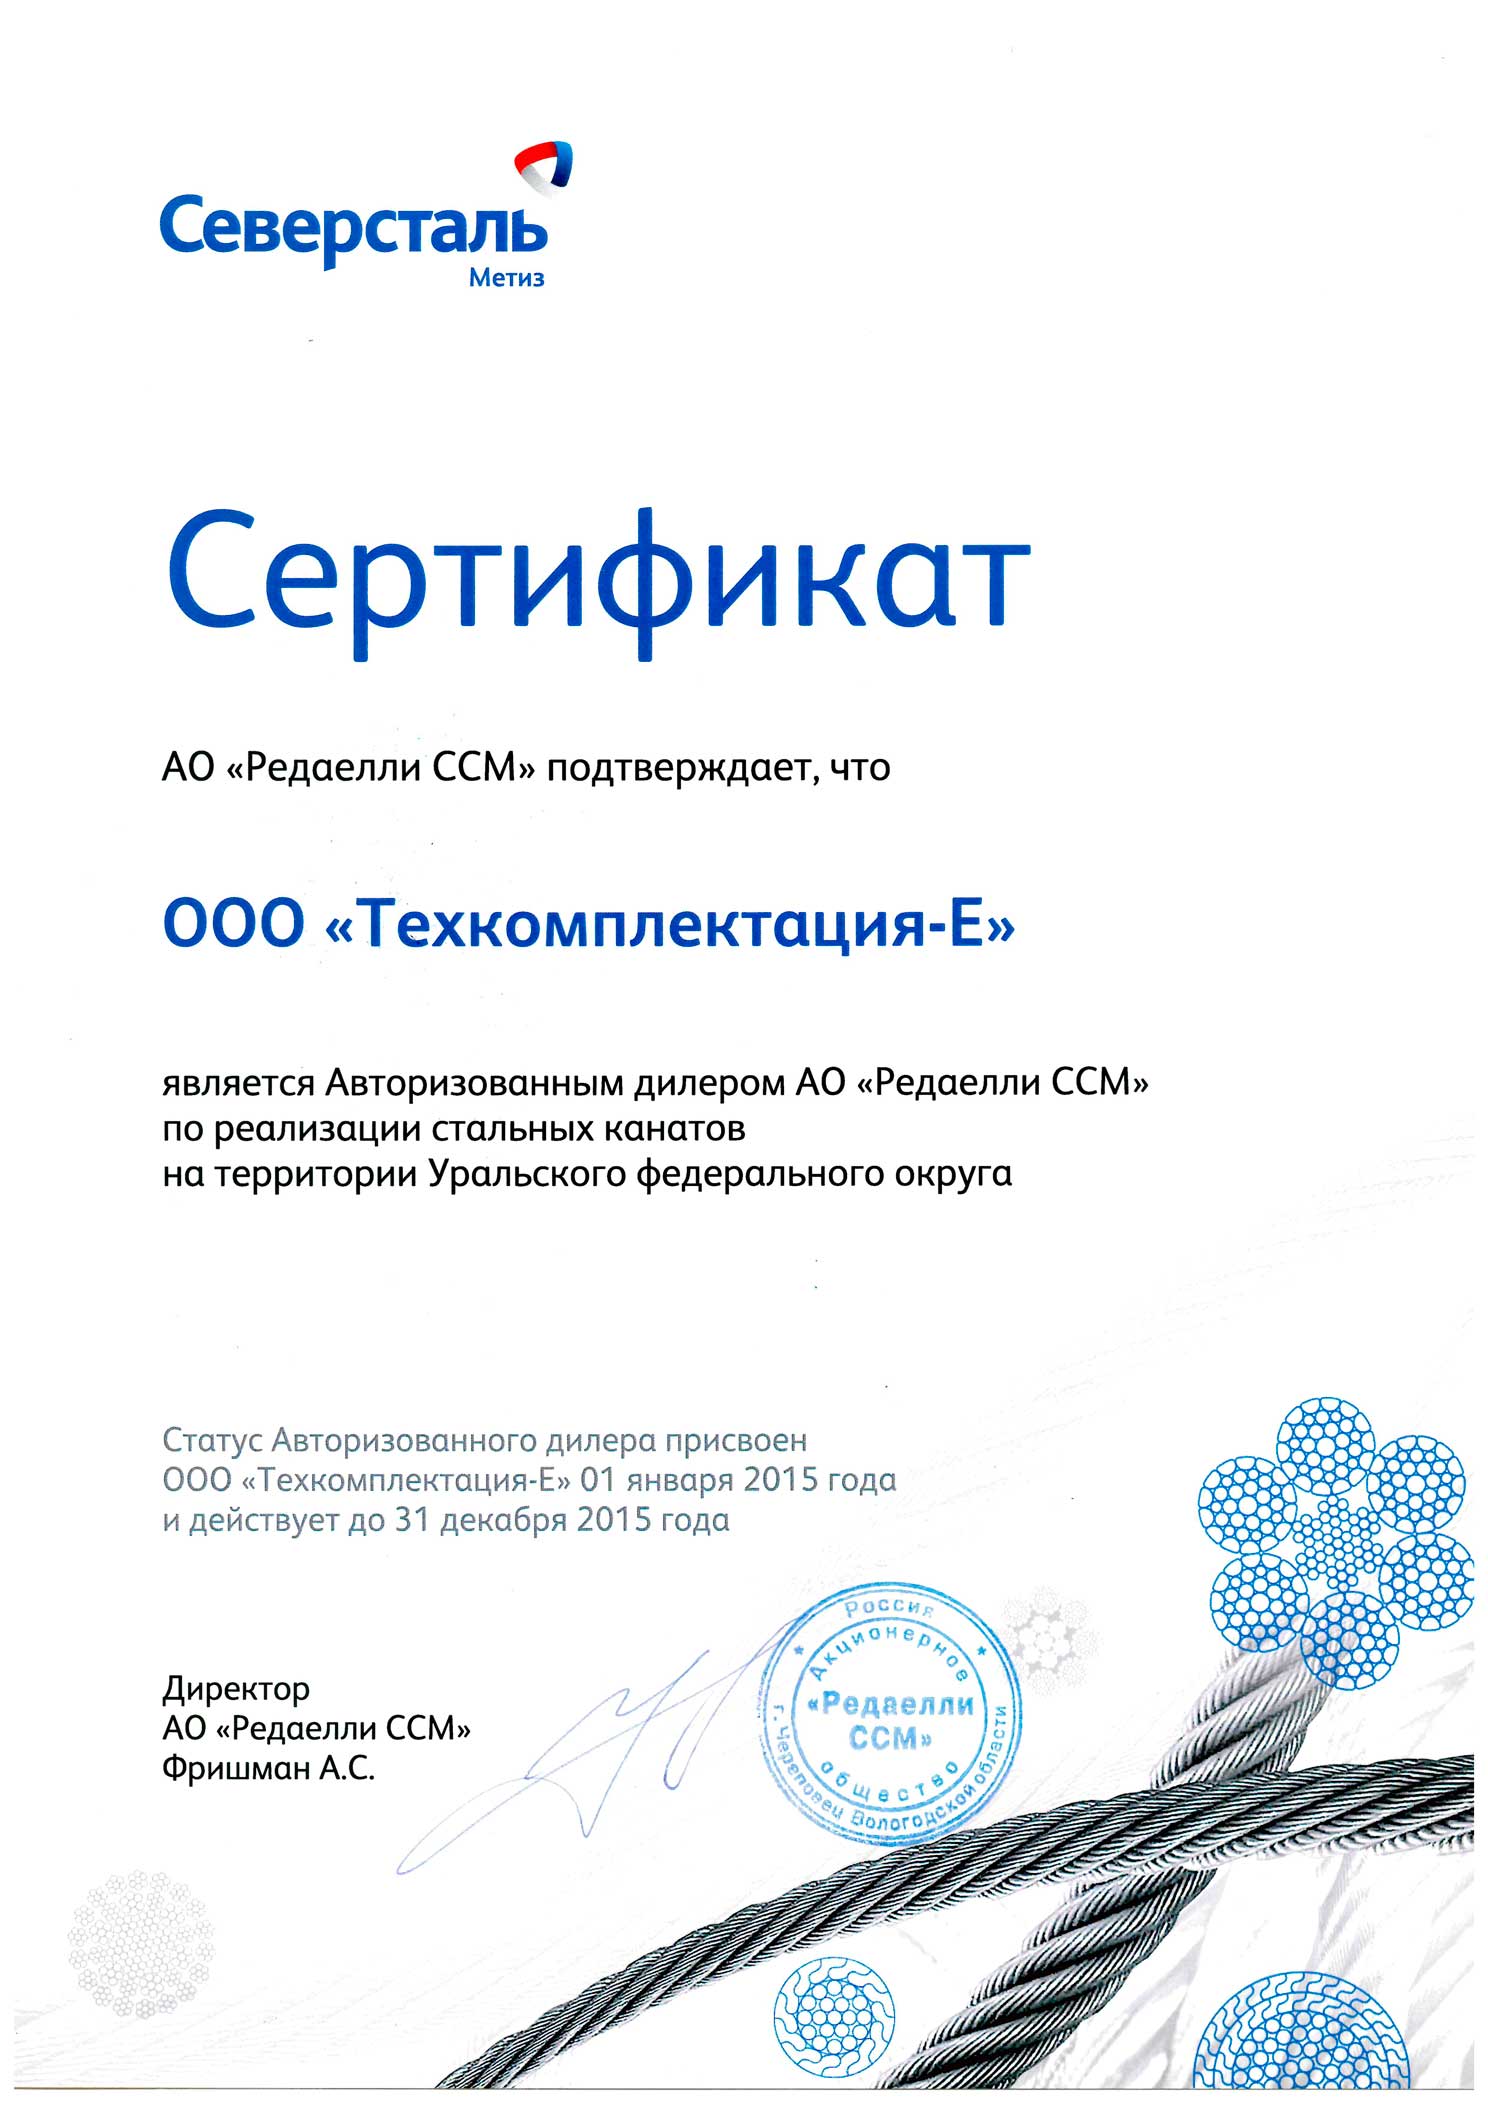 Северсталь
Метиз
Сертификат
АО «Редаелли ССМ» подтверждает, что
ООО «Техкомплектация-Е»
является Авторизованным дилером АО «Редаелли ССМ»
по реализации стальных канатов
на территории Уральского федерального округа
Статус Авторизованного дилера присвоен
ООО «Техкомплектация-Е» 01 января 2015 года
и действует до 31 декабря 2015 года
Директор
АО «Редаелли ССМ»
Фришман А.С.
Россия
Акционерное
«Редаелли
ССМ»
общество
г. Череповец Вологодской области